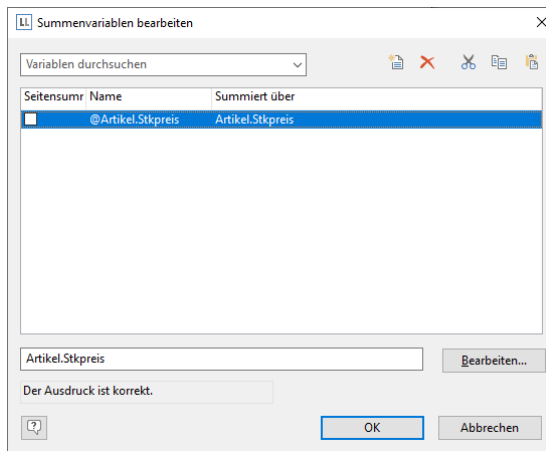 LL Summenvariablen bearbeiten
Variablen durchsuchen
Seitensumr Name Summiert über
@Artikel.Stkpreis Artikel.Stkpreis
Artikel.Stkpreis Bearbeiten...
Der Ausdruck ist korrekt.
? OK Abbrechen